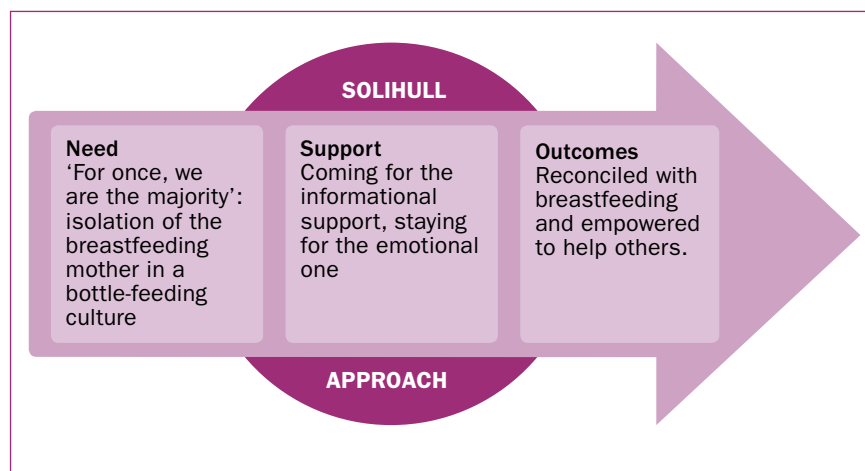 SOLIHULL
Need
‘For once, we
are the majority’:
isolation of the
breastfeeding
mother in a
bottle-feeding
culture
Support
Coming for the
informational
support, staying
for the emotional
one
Outcomes
Reconciled with
breastfeeding
and empowered
to help others.
APPROACH